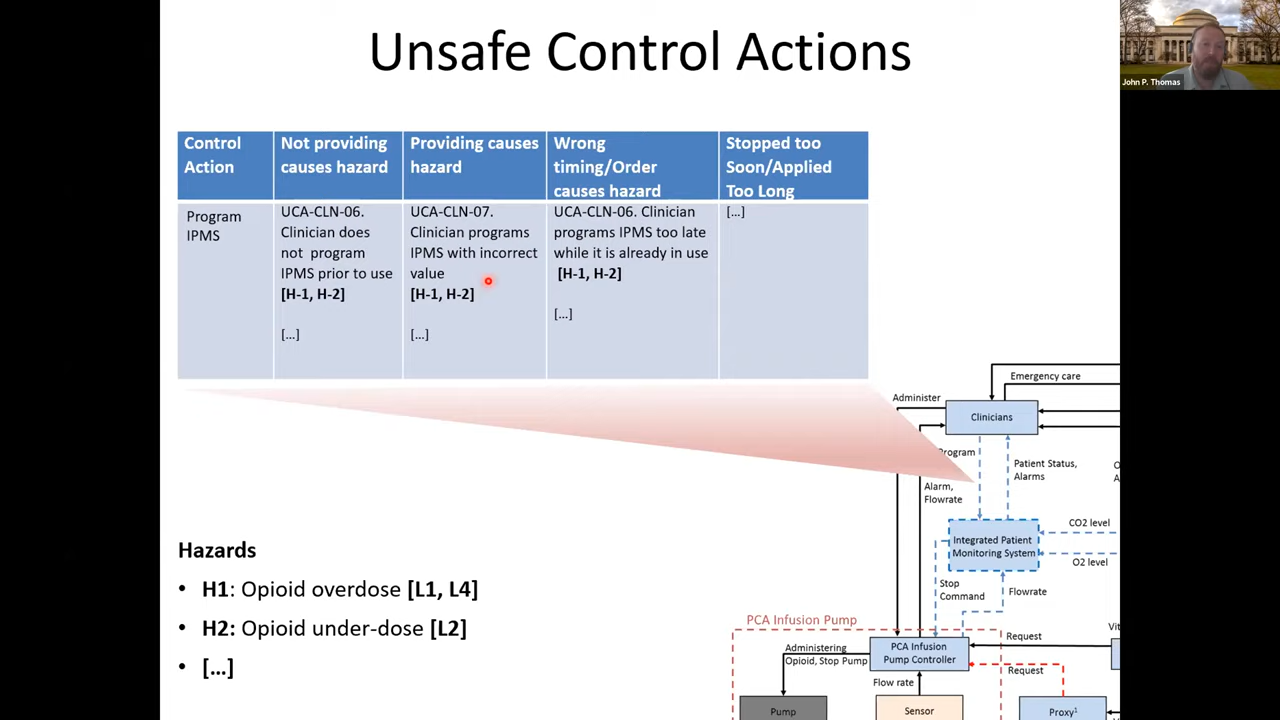 Unsafe Control Actions
John P. Thomas
Control
Action
Not providing
causes hazard
Providing causes
hazard
Wrong
timing/Order
causes hazard
Stopped too
Soon/Applied
Too Long
Program
IPMS
UCA-CLN-06.
Clinician does
not program
IPMS prior to use
[H-1, H-2]
[...]
UCA-CLN-07.
Clinician programs
IPMS with incorrect
value
[H-1, H-2]
[...]
UCA-CLN-06. Clinician
programs IPMS too late
while it is already in use
[H-1, H-2]
[...]
[...]
Emergency care
Administer
Clinicians
Program
Patient Status,
Alarms
Alarm,
Flowrate
CO2 level
Integrated Patient
Monitoring System
O2 level
Stop
Command
Flowrate
PCA Infusion Pump
Request
Administering
Opioid, Stop Pump
PCA Infusion
Pump Controller
Request
Flow rate
Pump
Sensor
Proxy¹
Hazards
• H1: Opioid overdose [L1, L4]
• H2: Opioid under-dose [L2]
• [...]